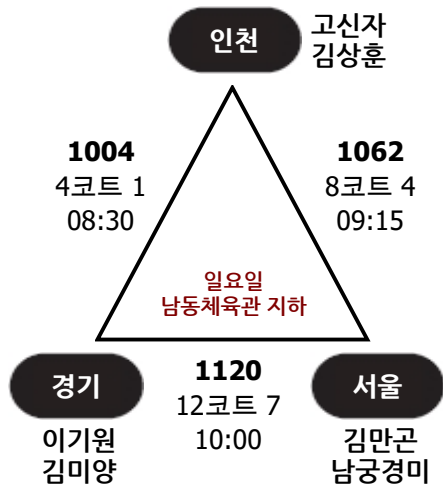 인천
고신자
김상훈
1004
4코트 1
08:30
1062
8코트 4
09:15
일요일
남동체육관 지하
경기
이기원
김미양
1120
12코트 7
10:00
서울
김만곤
남궁경미